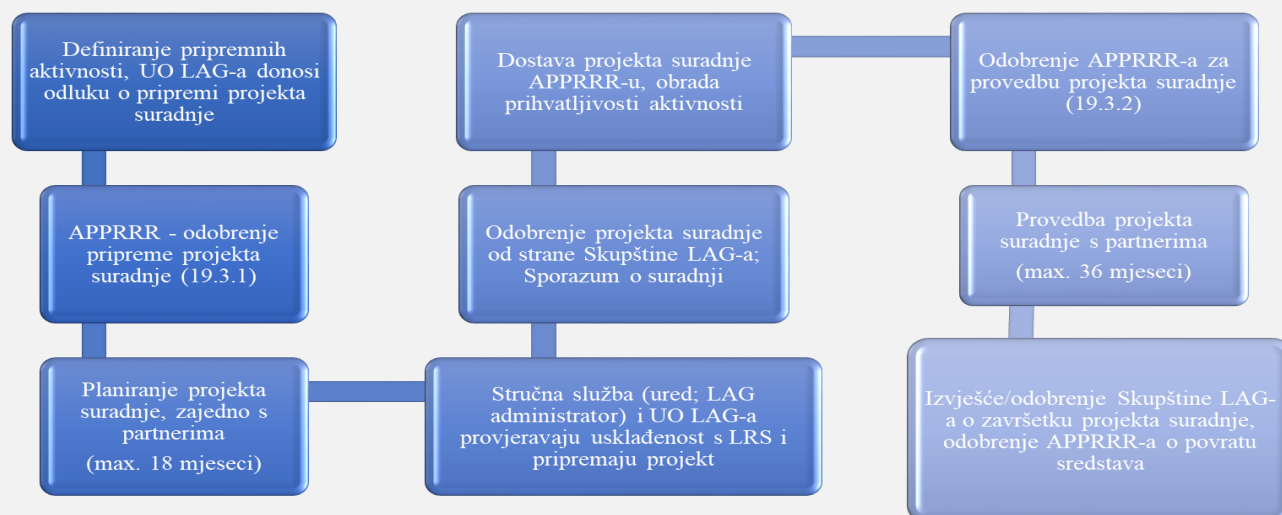 Definiranje pripremnih
aktivnosti, UO LAG-a donosi
odluku o pripremi projekta
suradnje
APPRRR - odobrenje
pripreme projekta
suradnje (19.3.1)
Planiranje projekta
suradnje, zajedno s
partnerima
(max. 18 mjeseci)
Stručna služba (ured; LAG
administrator) i UO LAG-a
provjeravaju usklađenost s LRS i
pripremaju projekt
Odobrenje projekta suradnje
od strane Skupštine LAG-a;
Sporazum o suradnji
Dostava projekta suradnje
APPRRR-u, obrada
prihvatljivosti aktivnosti
Odobrenje APPRRR-a za
provedbu projekta suradnje
(19.3.2)
Provedba projekta
suradnje s partnerima
(max. 36 mjeseci)
Izvješće/odobrenje Skupštine LAG-
a o završetku projekta suradnje,
odobrenje APPRRR-a o povratu
sredstava